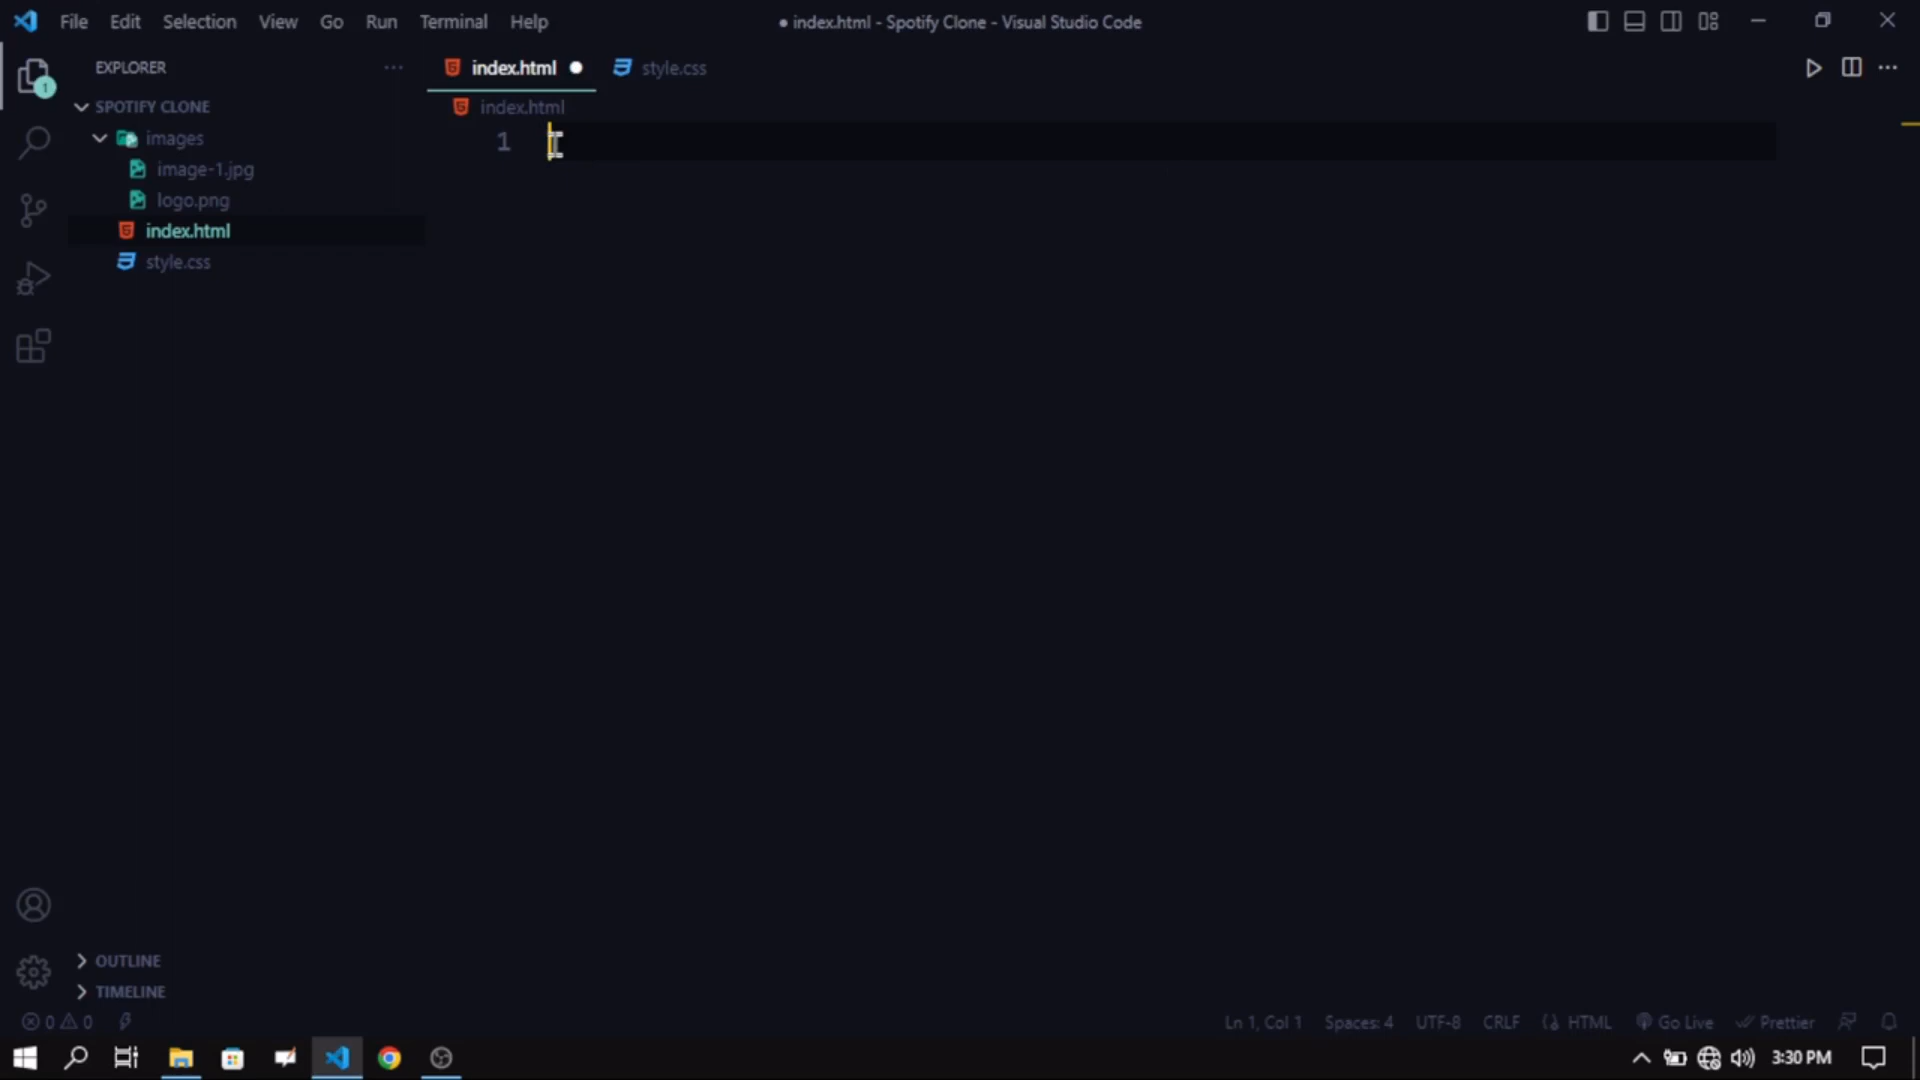 File Edit Selection View Go Run Terminal Help
● index.html - Spotify Clone - Visual Studio Code
EXPLORER
index.html
style.css
SPOTIFY CLONE
index.html
images
image-1.jpg
logo.png
index.html
style.css
1
1
OUTLINE
TIMELINE
0 0
Ln 1, Col 1 Spaces: 4 UTF-8 CRLF HTML Go Live Prettier
3:30 PM